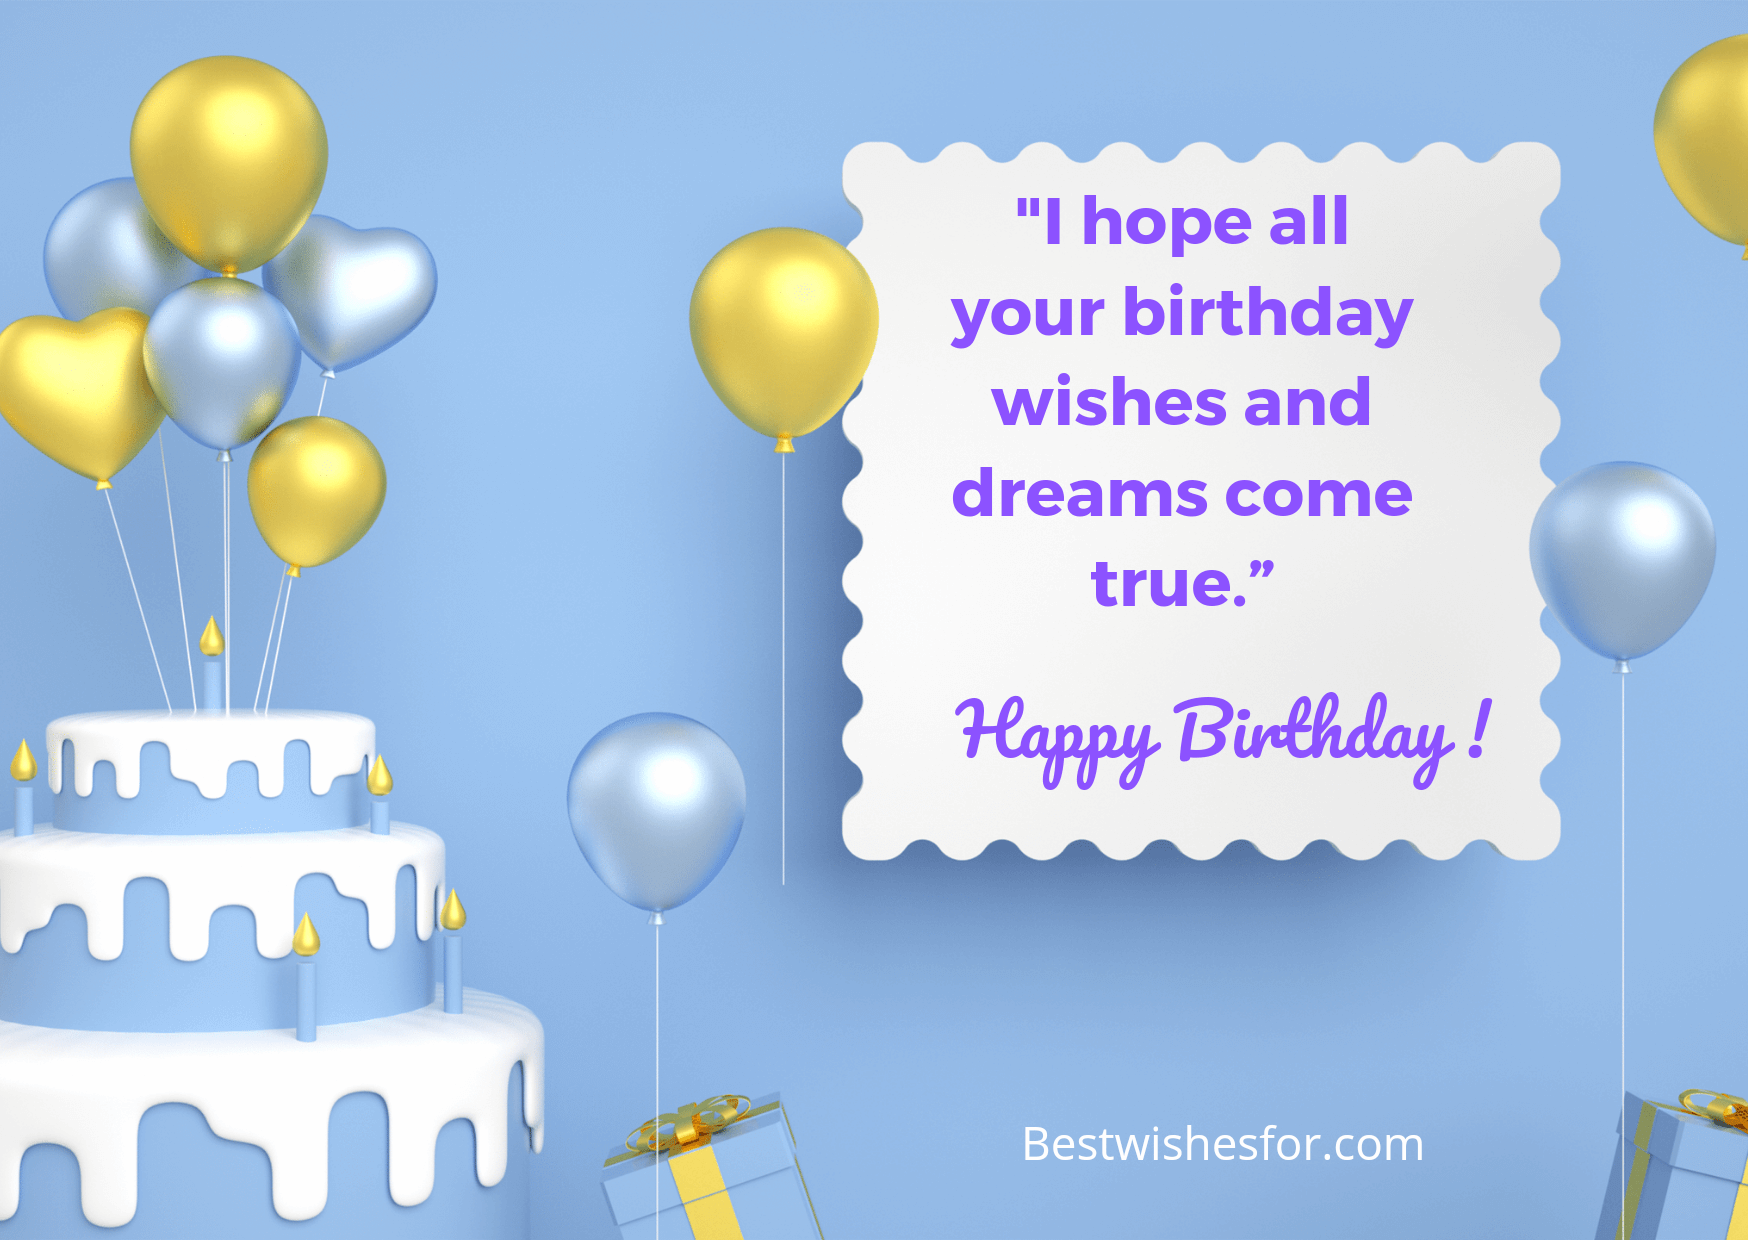 "I hope all
your birthday
wishes and
dreams come
true.”
Happy Birthday !
Bestwishesfor.com